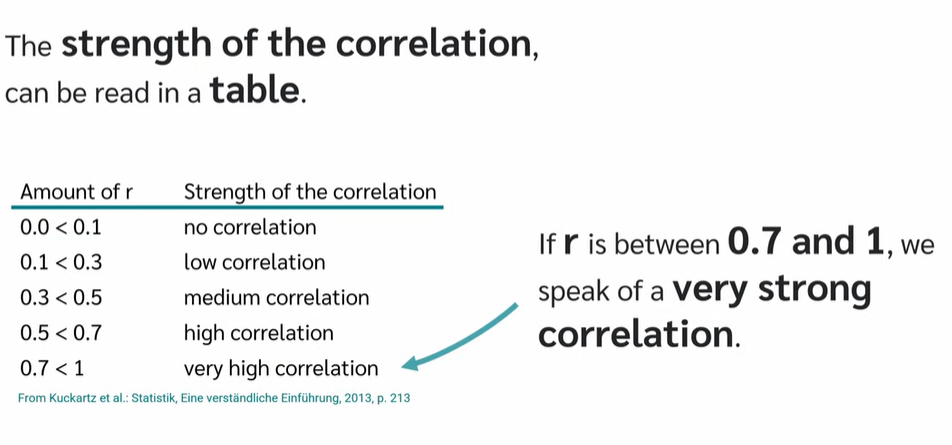 The strength of the correlation,
can be read in a table.
Amount of r Strength of the correlation
0.0 < 0.1 no correlation
0.1 < 0.3 low correlation
0.3 < 0.5 medium correlation
0.5 < 0.7 high correlation
0.7 < 1 very high correlation
From Kuckartz et al.: Statistik, Eine verständliche Einführung, 2013, p. 213
If r is between 0.7 and 1, we
speak of a very strong
correlation.